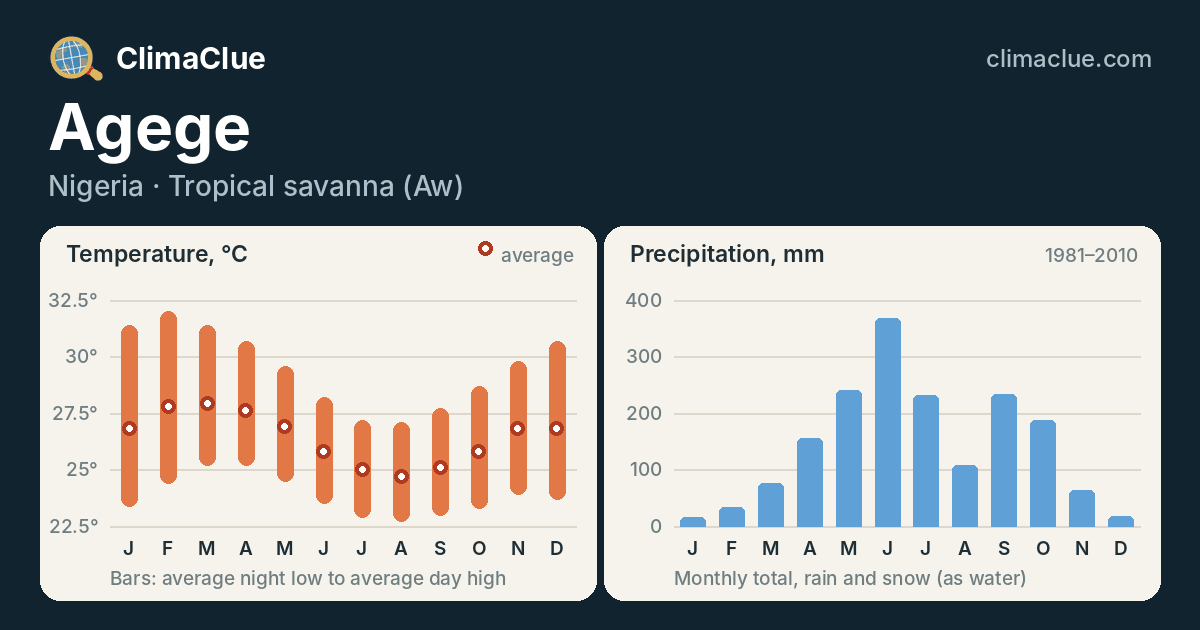 ClimaClue
climaclue.com
Agege
Nigeria · Tropical savanna (Aw)
Temperature, °C
average
32.5°
30°
27.5°
25°
22.5°
J F M A M J J A S O N D
Bars: average night low to average day high
Precipitation, mm
1981–2010
400
300
200
100
0
J F M A M J J A S O N D
Monthly total, rain and snow (as water)